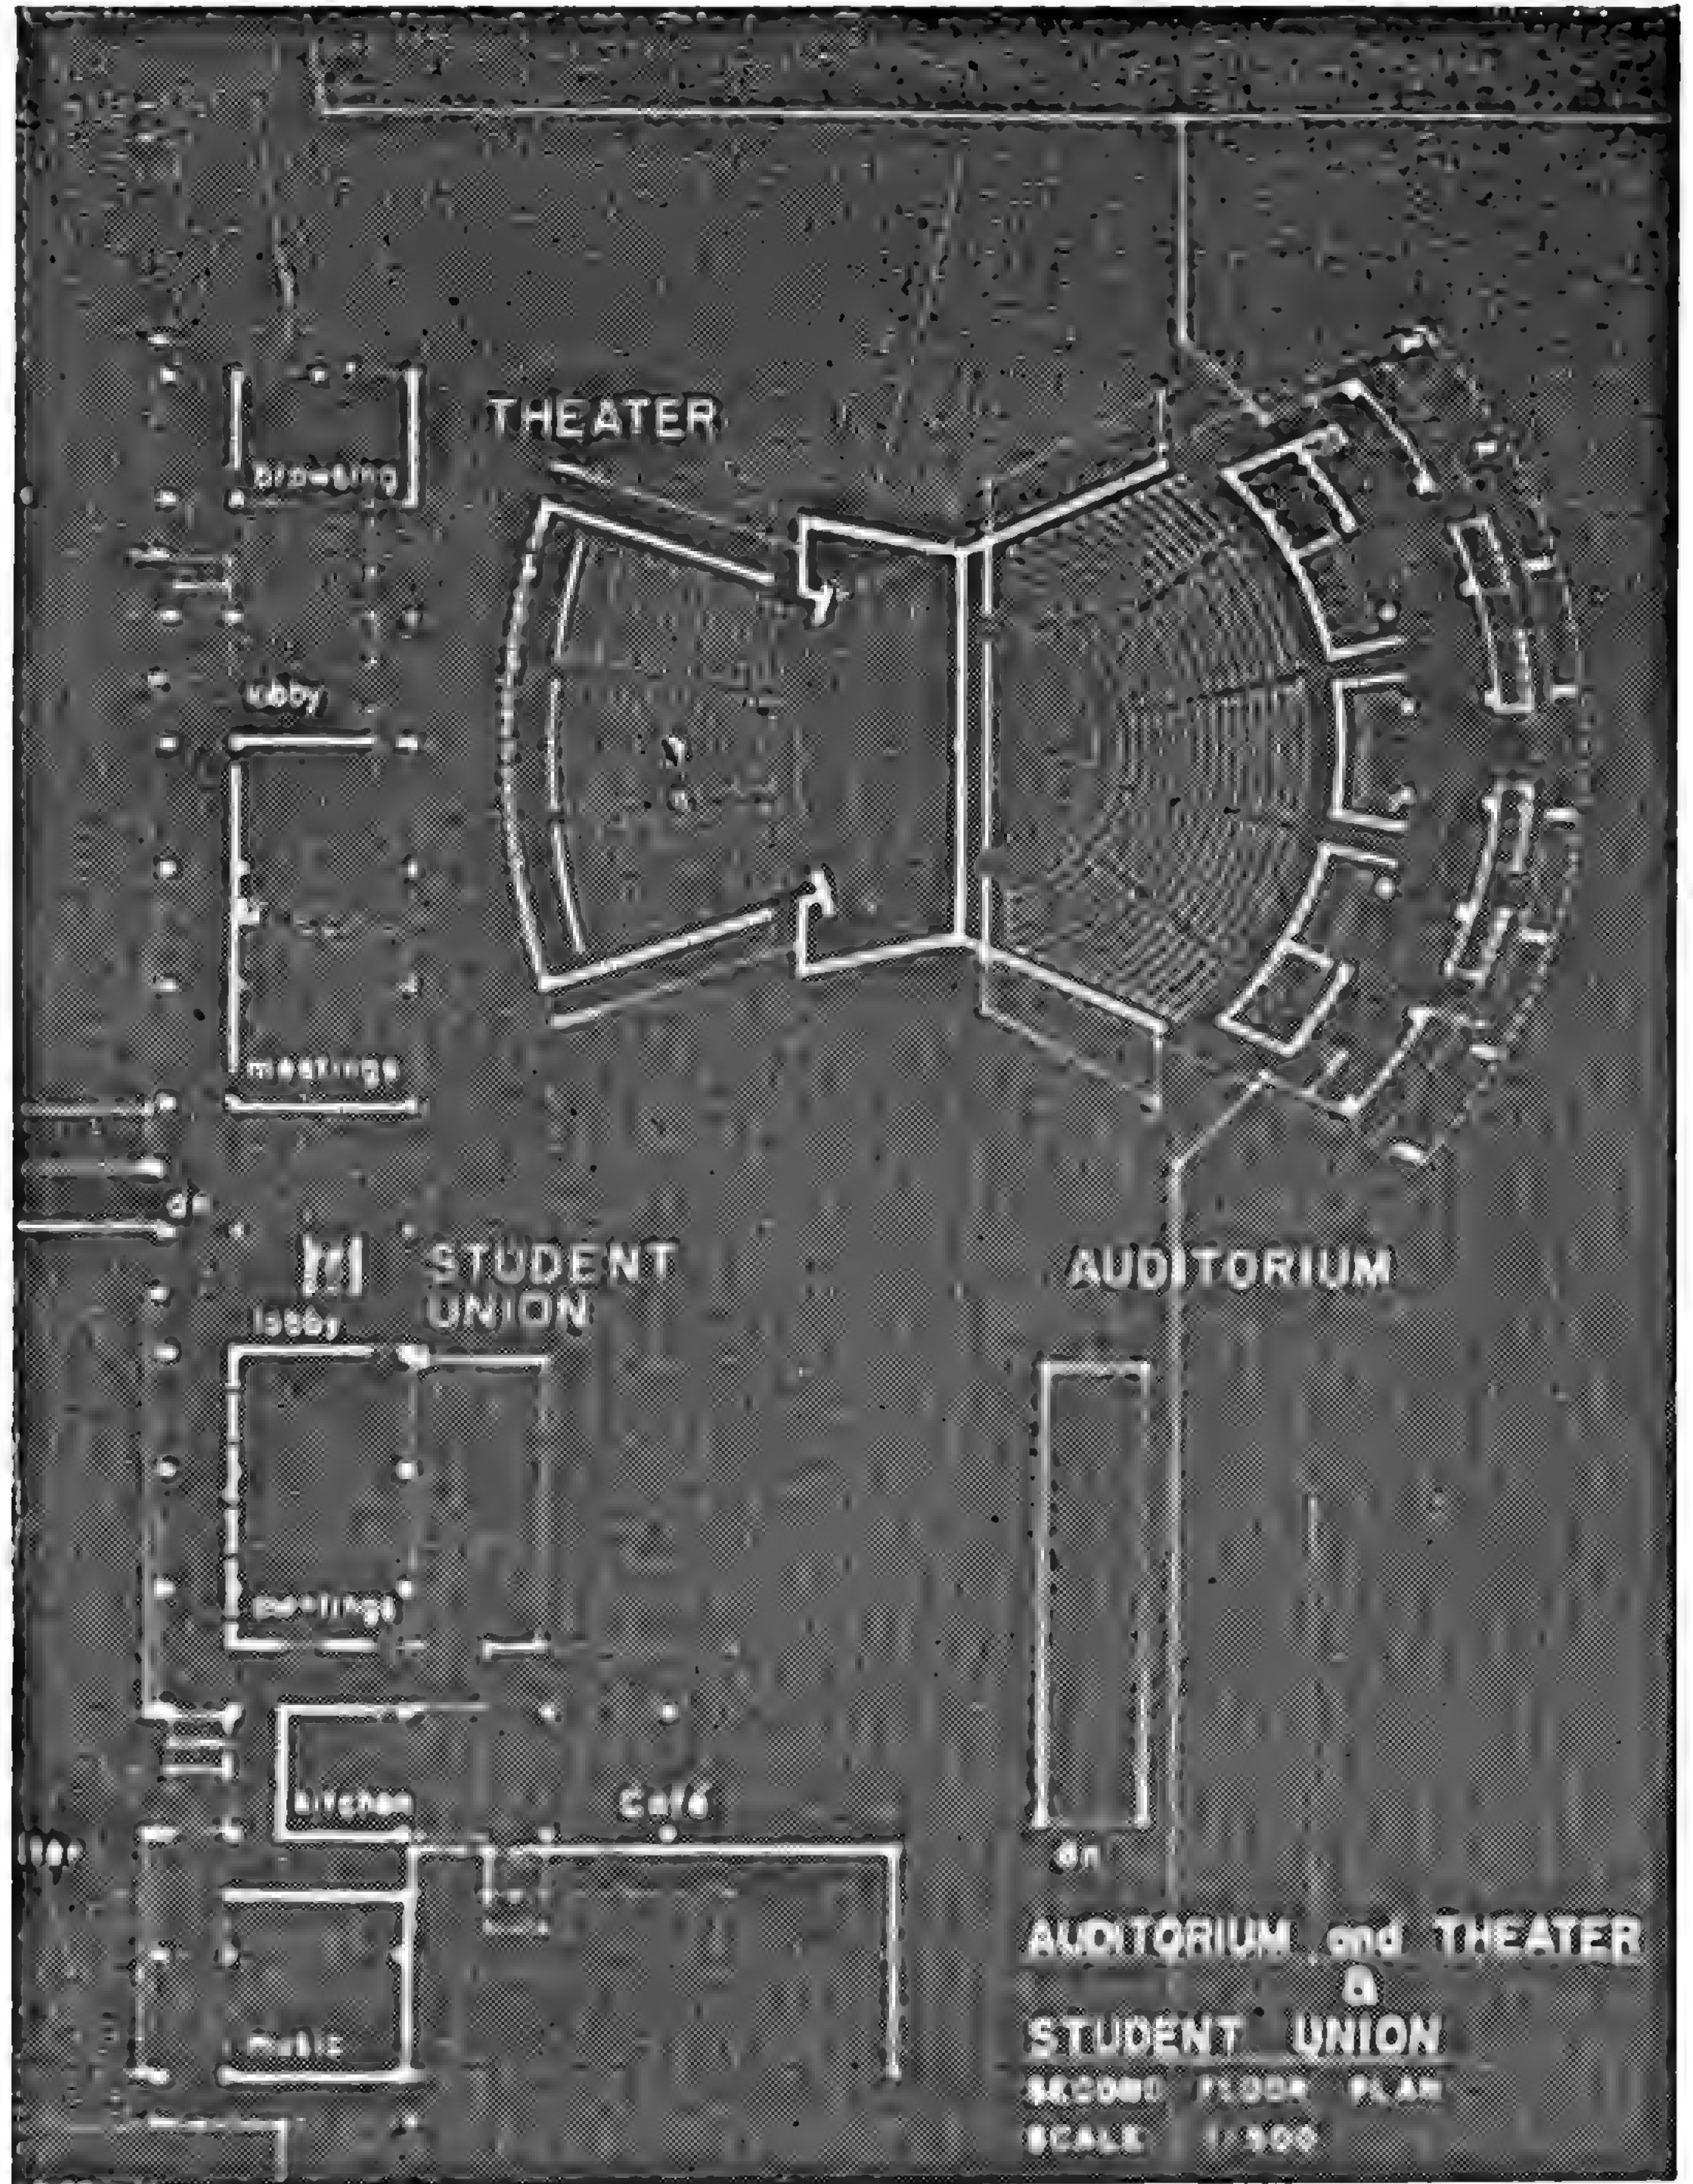 THEATER
browsing
lobby
meetings
dn
STUDENT
UNION
AUDITORIUM
lobby
meetings
kitchen
Café
dn
music
AUDITORIUM and THEATER
a
STUDENT UNION
SECOND FLOOR PLAN
SCALE